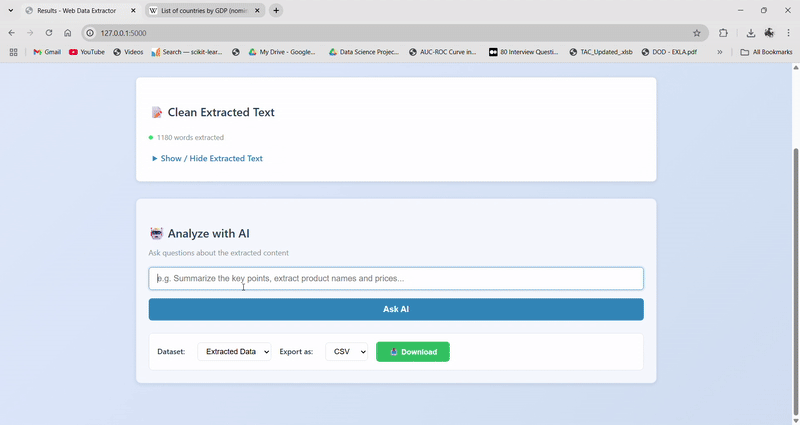 Results - Web Data Extractor
List of countries by GDP (nomin
127.0.0.1:5000
Gmail
YouTube
Videos
Search — scikit-lear...
My Drive - Google...
Data Science Projec...
AUC-ROC Curve in...
80 Interview Questi...
TAC_Updated_.xlsb
DOD - EXLA.pdf
»
All Bookmarks
Clean Extracted Text
1180 words extracted
Show / Hide Extracted Text
Analyze with AI
Ask questions about the extracted content
e.g. Summarize the key points, extract product names and prices...
Ask AI
Dataset: Extracted Data Export as: CSV Download